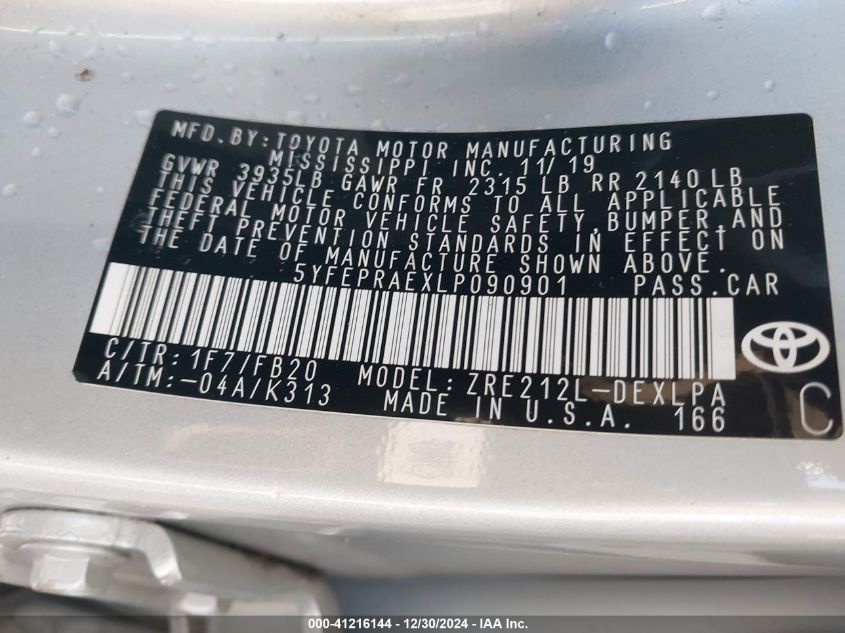 MFD.BY:TOYOTA MOTOR MANUFACTURING
MISSISSIPPI, INC. 11/19
GVWR 3935LB GAWR FR 2315 LB RR 2140 LB
THIS VEHICLE CONFORMS TO ALL APPLICABLE
FEDERAL MOTOR VEHICLE SAFETY,BUMPER,AND
THEFT PREVENTION STANDARDS IN EFFECT ON
THE DATE OF MANUFACTURE SHOWN ABOVE.
5YFEPRAEXLP090901 PASS.CAR
C/TR:1F7/FB20 MODEL:ZRE212L-DEXLPA
A/TM:-04A/K313 MADE IN U.S.A. 166
C
000-41216144 — 12/30/2024 — IAA Inc.